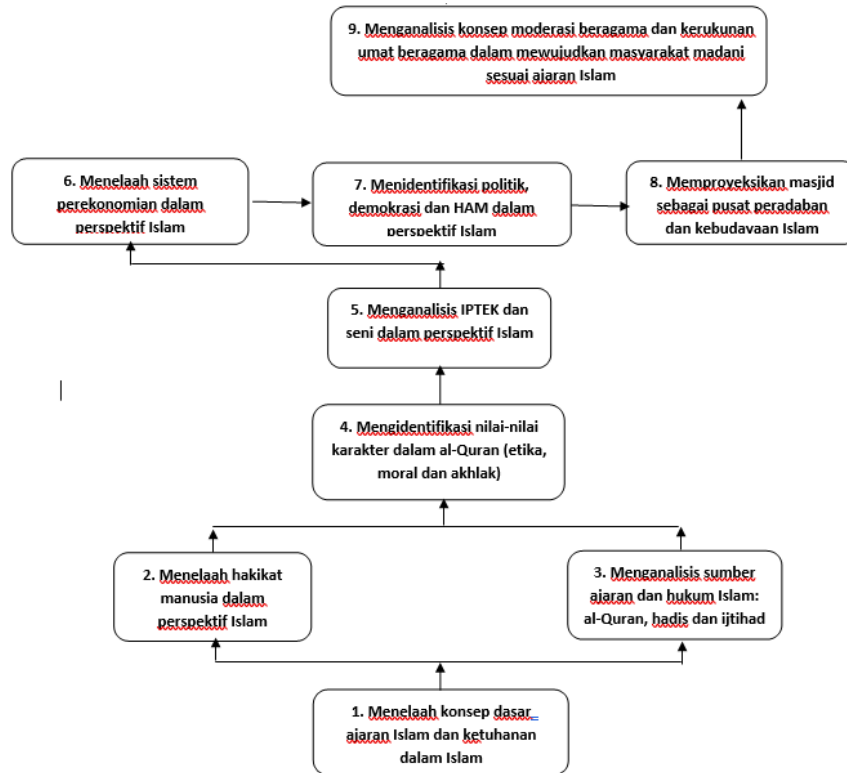 9. Menganalisis konsep moderasi beragama dan kerukunan
umat beragama dalam mewujudkan masyarakat madani
sesuai ajaran Islam
6. Menelaah sistem
perekonomian dalam
perspektif Islam
7. Menidentifikasi politik,
demokrasi dan HAM dalam
perspektif Islam
8. Memproyeksikan masjid
sebagai pusat peradaban
dan kebudayaan Islam
5. Menganalisis IPTEK dan
seni dalam perspektif Islam
4. Mengidentifikasi nilai-nilai
karakter dalam al-Quran (etika,
moral dan akhlak)
2. Menelaah hakikat
manusia dalam
perspektif Islam
3. Menganalisis sumber
ajaran dan hukum Islam:
al-Quran, hadis dan ijtihad
1. Menelaah konsep dasar
ajaran Islam dan ketuhanan
dalam Islam